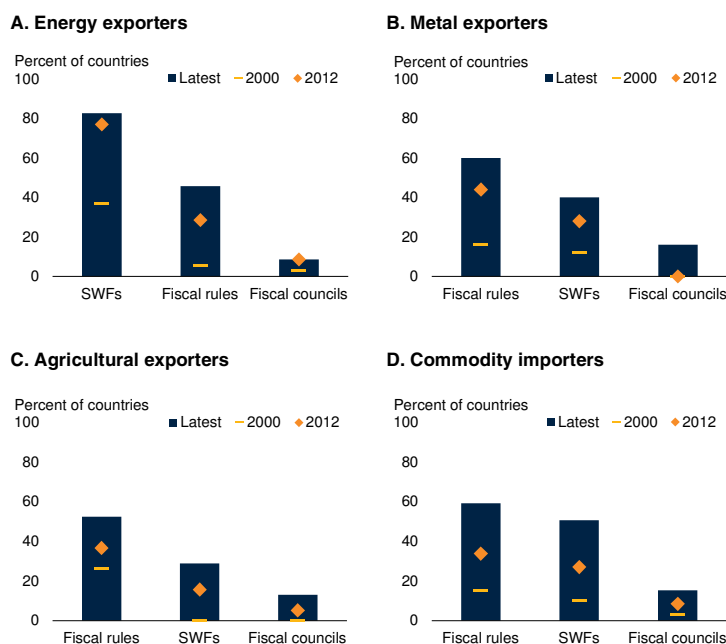 A. Energy exporters
Percent of countries
100
Latest 2000 2012
80
60
40
20
0
SWFs Fiscal rules Fiscal councils
B. Metal exporters
Percent of countries
100
Latest 2000 2012
80
60
40
20
0
Fiscal rules SWFs Fiscal councils
C. Agricultural exporters
Percent of countries
100
Latest 2000 2012
80
60
40
20
0
Fiscal rules SWFs Fiscal councils
D. Commodity importers
Percent of countries
100
Latest 2000 2012
80
60
40
20
0
Fiscal rules SWFs Fiscal councils